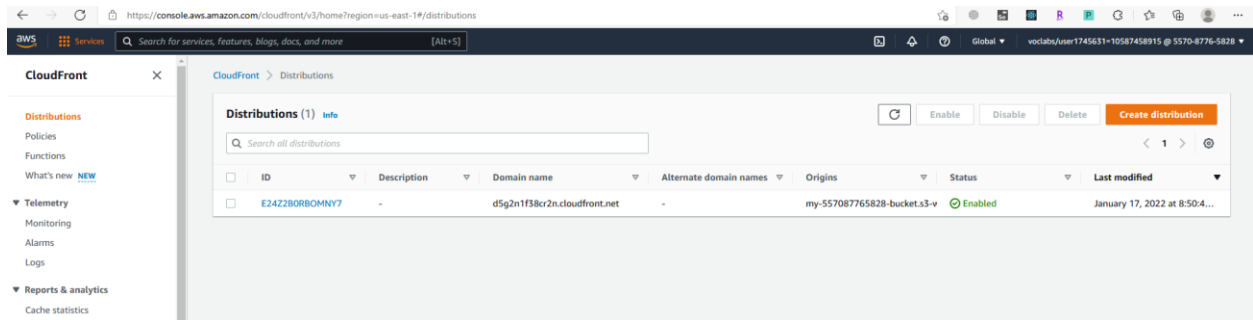 https://console.aws.amazon.com/cloudfront/v3/home?region=us-east-1#/distributions
aws Services Search for services, features, blogs, docs, and more [Alt+S] Global voclabs/user1745631=10587458915 @ 5570-8776-5828
CloudFront
CloudFront > Distributions
Distributions
Policies
Functions
What's new NEW
Telemetry
Monitoring
Alarms
Logs
Reports & analytics
Cache statistics
Distributions (1) Info Enable Disable Delete Create distribution
Search all distributions
1
ID Description Domain name Alternate domain names Origins Status Last modified
E24Z2B0RBOMNY7 - d5g2n1f38cr2n.cloudfront.net - my-557087765828-bucket.s3-w Enabled January 17, 2022 at 8:50:4...